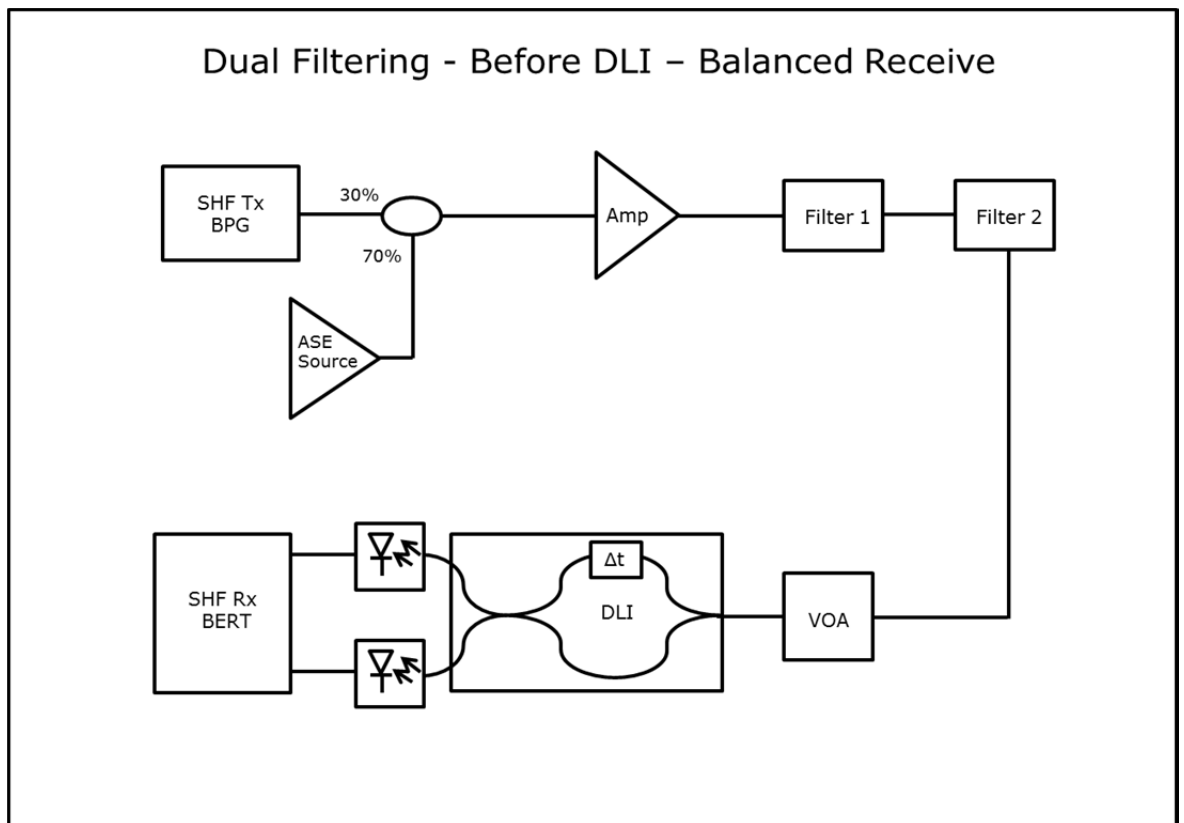 Dual Filtering - Before DLI – Balanced Receive
SHF Tx
BPG
30%
70%
ASE
Source
Amp
Filter 1
Filter 2
SHF Rx
BERT
Δt
DLI
VOA